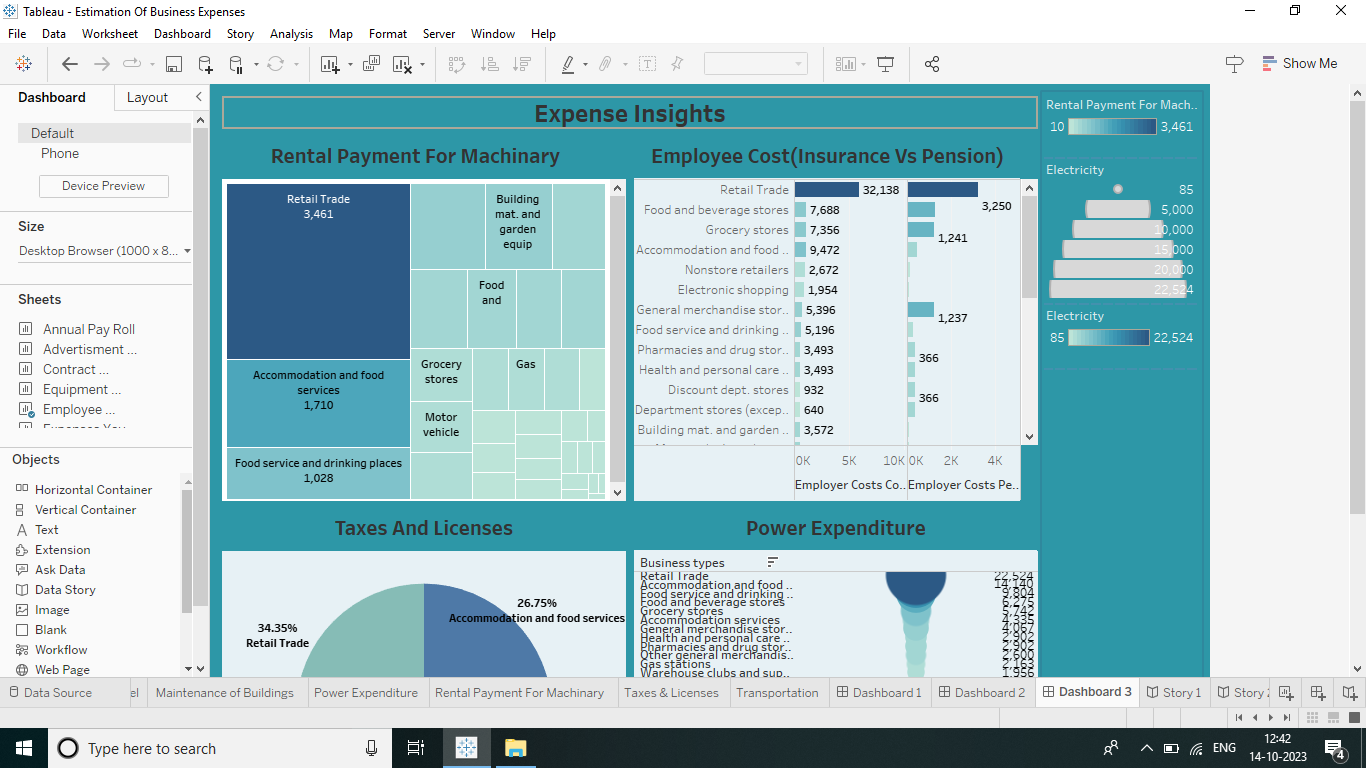 Tableau - Estimation Of Business Expenses
File Data Worksheet Dashboard Story Analysis Map Format Server Window Help
Show Me
Dashboard Layout
Default
Phone
Device Preview
Size
Desktop Browser (1000 x 8...
Sheets
Annual Pay Roll
Advertisment ...
Contract ...
Equipment ...
Employee ...
Objects
Horizontal Container
Vertical Container
Text
Extension
Ask Data
Data Story
Image
Blank
Workflow
Web Page
Expense Insights
Rental Payment For Machinary
Retail Trade
3,461
Building
mat. and
garden
equip
Food
and
Accommodation and food
services
1,710
Grocery
stores
Gas
Motor
vehicle
Food service and drinking places
1,028
Employee Cost(Insurance Vs Pension)
Retail Trade 32,138 3,250
Food and beverage stores 7,688
Grocery stores 7,356 1,241
Accommodation and food .. 9,472
Nonstore retailers 2,672
Electronic shopping 1,954
General merchandise stor.. 5,396 1,237
Food service and drinking .. 5,196
Pharmacies and drug stor.. 3,493 366
Health and personal care .. 3,493
Discount dept. stores 932 366
Department stores (excep.. 640
Building mat. and garden .. 3,572
0K 5K 10K 0K 2K 4K
Employer Costs Co.. Employer Costs Pe..
Taxes And Licenses
26.75%
Accommodation and food services
34.35%
Retail Trade
Power Expenditure
Business types
Retail Trade 22,524
Accommodation and food .. 14,140
Food service and drinking .. 9,804
Food and beverage stores 6,275
Grocery stores 5,742
Accommodation services 4,335
General merchandise stor.. 4,067
Health and personal care .. 2,902
Pharmacies and drug stor.. 2,902
Other general merchandis.. 2,600
Gas stations 2,163
Warehouse clubs and sup.. 1,956
Rental Payment For Mach..
10 3,461
Electricity
85
5,000
10,000
15,000
20,000
22,524
Electricity
85 22,524
Data Source el Maintenance of Buildings Power Expenditure Rental Payment For Machinary Taxes & Licenses Transportation Dashboard 1 Dashboard 2 Dashboard 3 Story 1 Story
Type here to search
ENG
12:42
14-10-2023
4